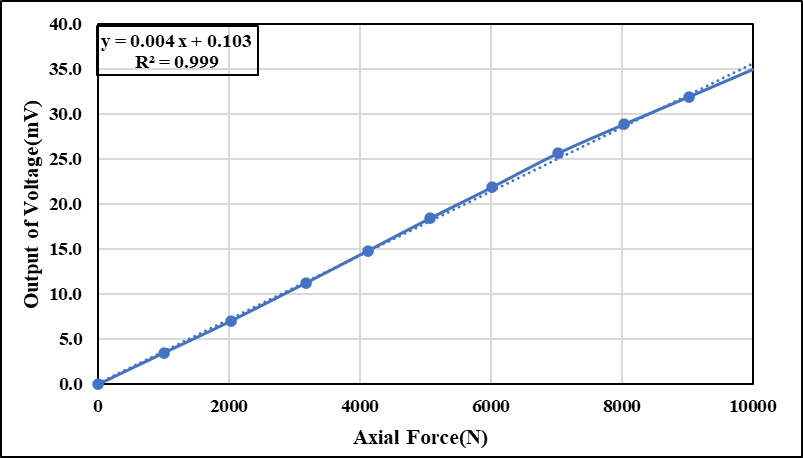 y = 0.004 x + 0.103
R² = 0.999
40.0
35.0
30.0
25.0
20.0
15.0
10.0
5.0
0.0
Output of Voltage(mV)
0 2000 4000 6000 8000 10000
Axial Force(N)